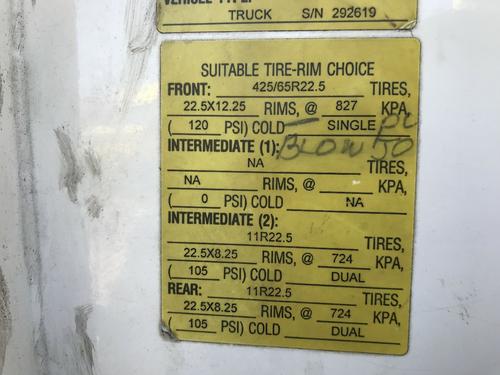 VEHICLE TYPE:
TRUCK S/N 292619
SUITABLE TIRE-RIM CHOICE
FRONT: 425/65R22.5 TIRES,
22.5X12.25 RIMS, @ 827 KPA,
( 120 PSI) COLD SINGLE
INTERMEDIATE (1): BLOW 50
NA TIRES,
NA RIMS, @ KPA,
( 0 PSI) COLD NA
INTERMEDIATE (2):
11R22.5 TIRES,
22.5X8.25 RIMS, @ 724 KPA,
( 105 PSI) COLD DUAL
REAR: 11R22.5 TIRES,
22.5X8.25 RIMS, @ 724 KPA,
( 105 PSI) COLD DUAL